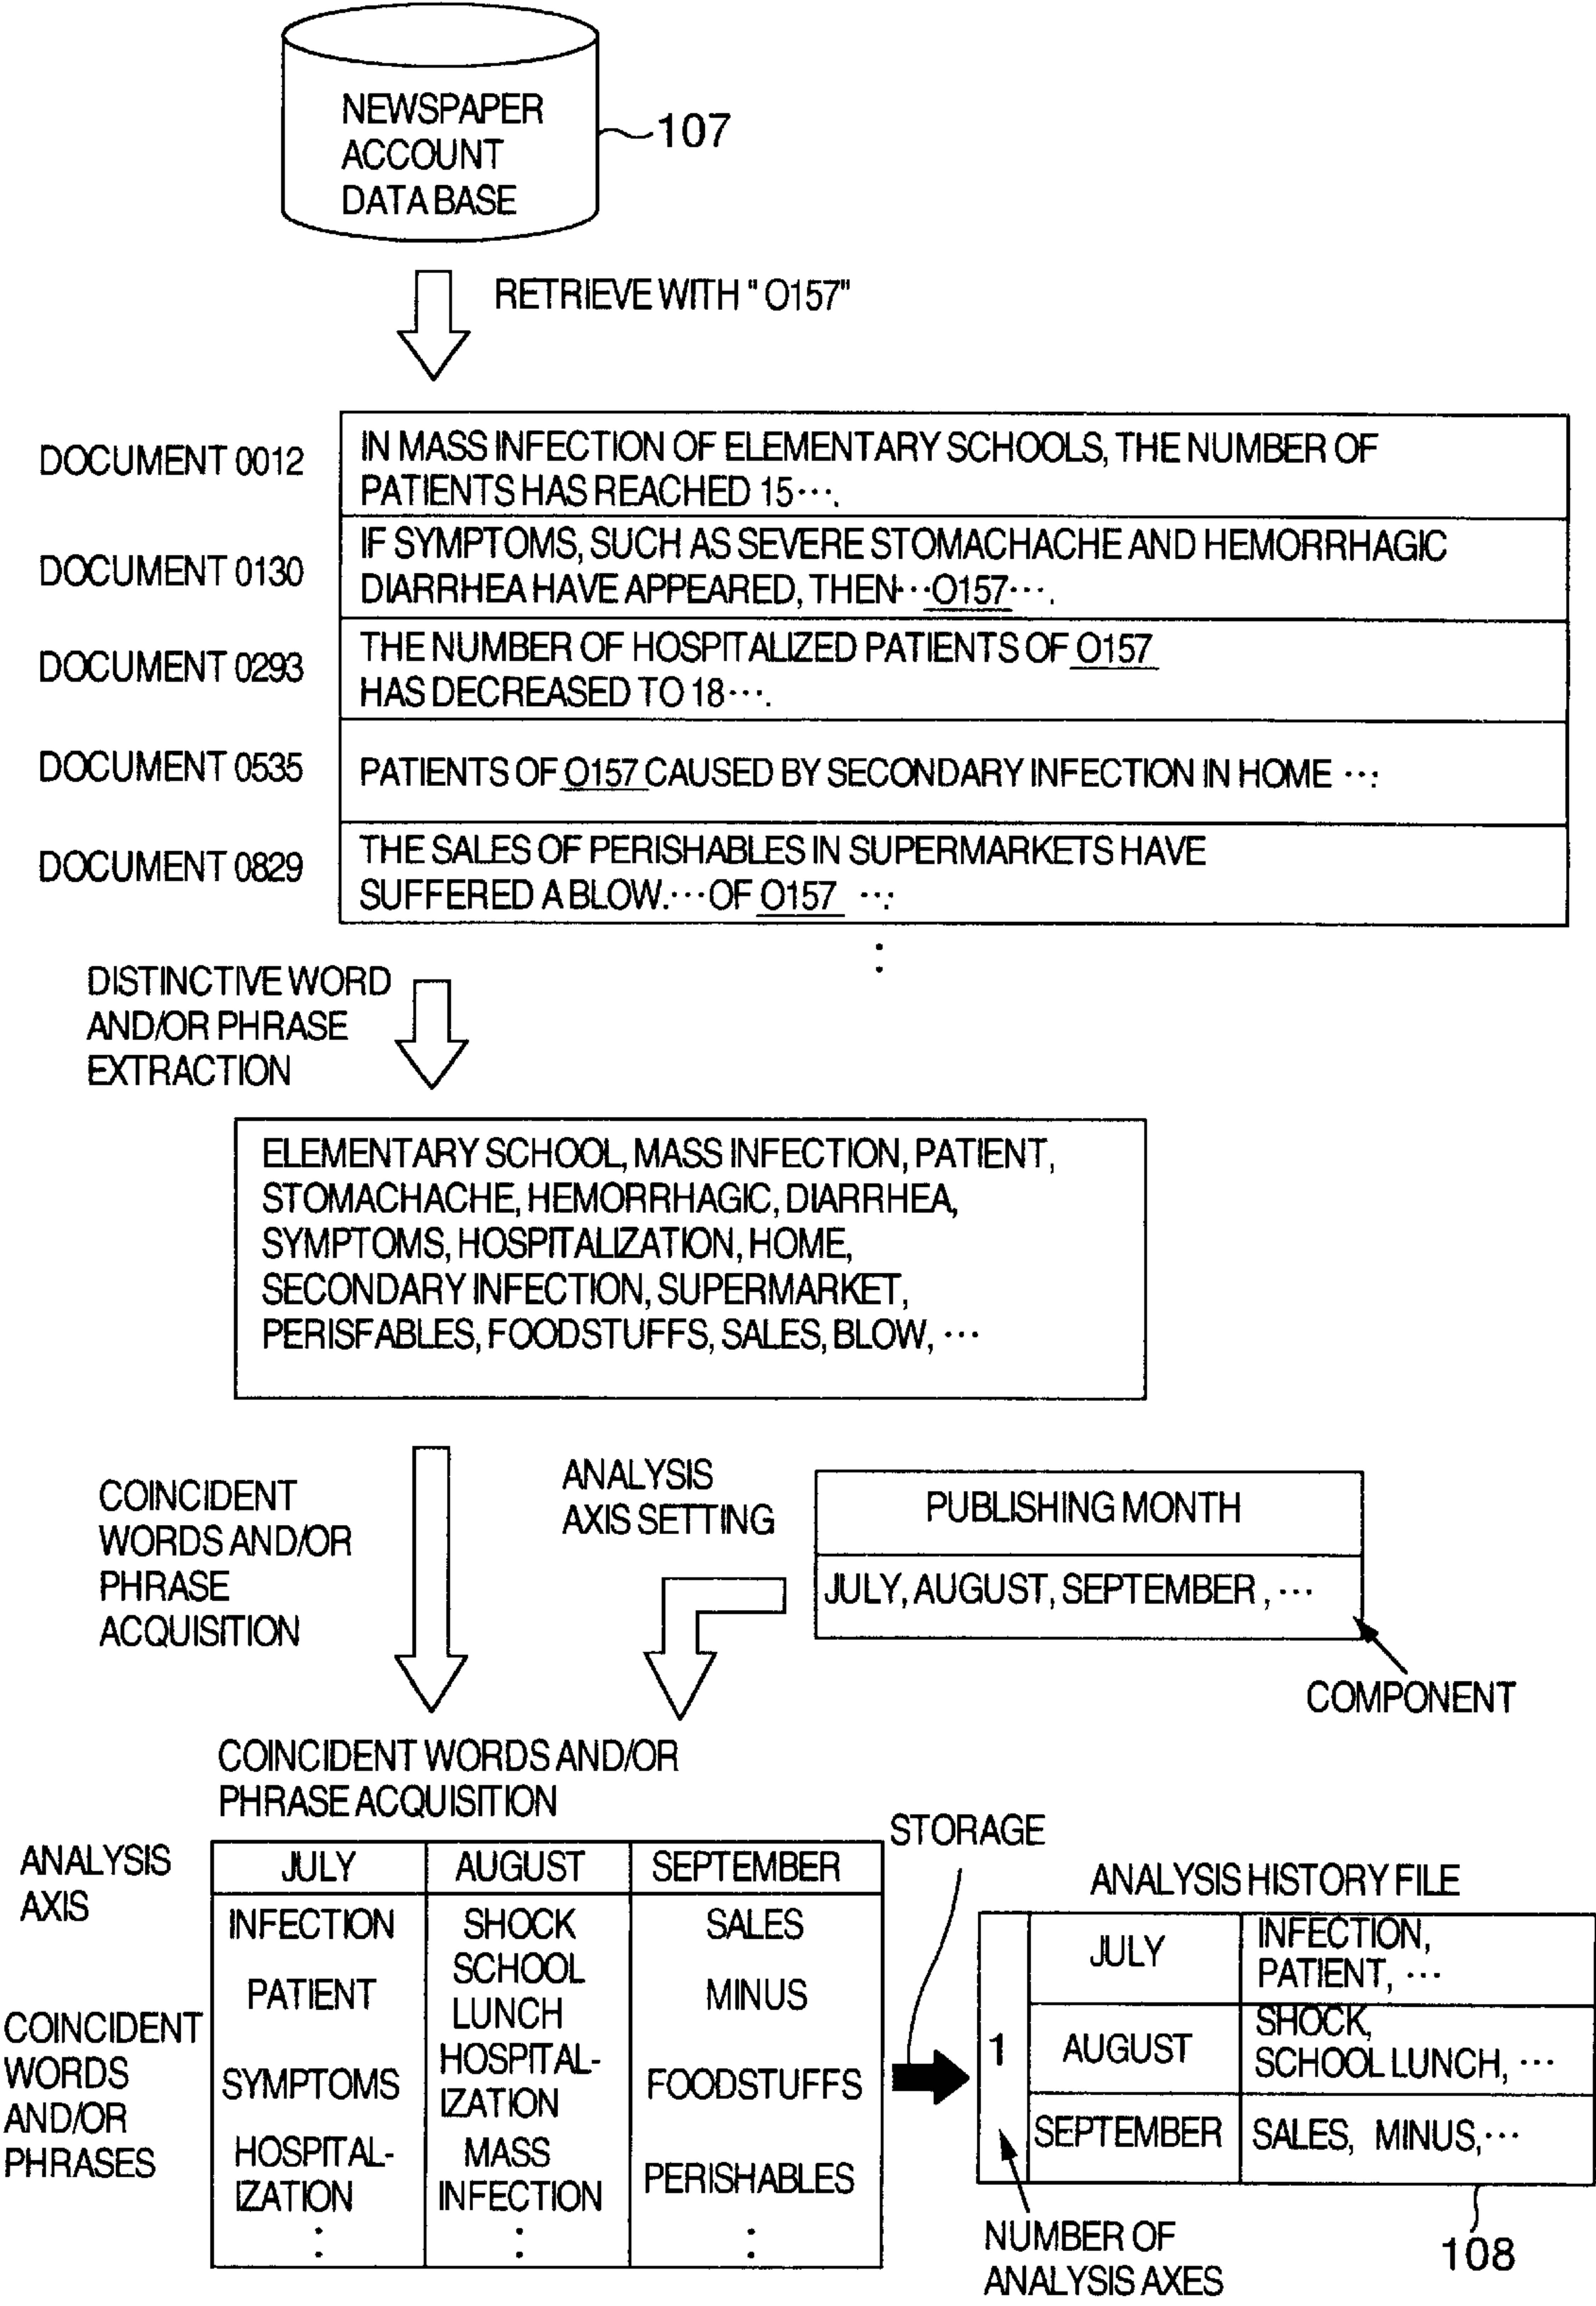 NEWSPAPER
ACCOUNT
DATABASE
107
RETRIEVE WITH "O157"
DOCUMENT 0012
IN MASS INFECTION OF ELEMENTARY SCHOOLS, THE NUMBER OF
PATIENTS HAS REACHED 15···.
DOCUMENT 0130
IF SYMPTOMS, SUCH AS SEVERE STOMACHACHE AND HEMORRHAGIC
DIARRHEA HAVE APPEARED, THEN···O157···.
DOCUMENT 0293
THE NUMBER OF HOSPITALIZED PATIENTS OF O157
HAS DECREASED TO 18···.
DOCUMENT 0535
PATIENTS OF O157 CAUSED BY SECONDARY INFECTION IN HOME ··:
DOCUMENT 0829
THE SALES OF PERISHABLES IN SUPERMARKETS HAVE
SUFFERED A BLOW.···OF O157 ··:
:
DISTINCTIVE WORD
AND/OR PHRASE
EXTRACTION
ELEMENTARY SCHOOL, MASS INFECTION, PATIENT,
STOMACHACHE, HEMORRHAGIC, DIARRHEA,
SYMPTOMS, HOSPITALIZATION, HOME,
SECONDARY INFECTION, SUPERMARKET,
PERISFABLES, FOODSTUFFS, SALES, BLOW, ···
COINCIDENT
WORDS AND/OR
PHRASE
ACQUISITION
ANALYSIS
AXIS SETTING
PUBLISHING MONTH
JULY, AUGUST, SEPTEMBER, ···
COMPONENT
COINCIDENT WORDS AND/OR
PHRASE ACQUISITION
ANALYSIS
AXIS
JULY AUGUST SEPTEMBER
COINCIDENT
WORDS
AND/OR
PHRASES
INFECTION
PATIENT
SYMPTOMS
HOSPITAL-
IZATION
:
SHOCK
SCHOOL
LUNCH
HOSPITAL-
IZATION
MASS
INFECTION
:
SALES
MINUS
FOODSTUFFS
PERISHABLES
:
STORAGE
ANALYSIS HISTORY FILE
1
JULY
INFECTION,
PATIENT, ···
AUGUST
SHOCK,
SCHOOL LUNCH, ···
SEPTEMBER
SALES, MINUS,···
NUMBER OF
ANALYSIS AXES
108